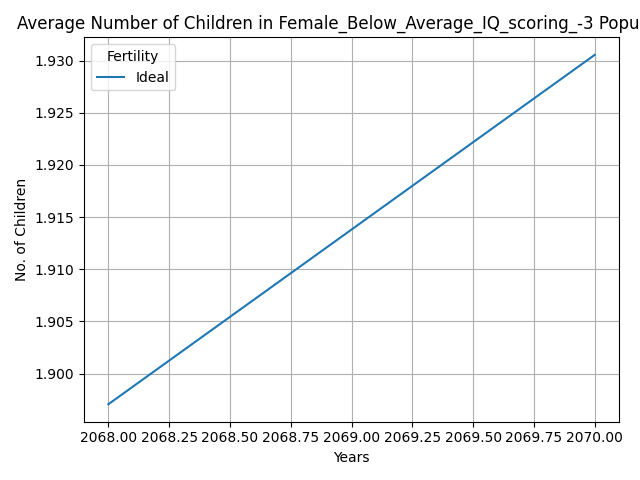 Average Number of Children in Female_Below_Average_IQ_scoring_-3 Popu
Fertility
Ideal
1.930
1.925
1.920
1.915
1.910
1.905
1.900
No. of Children
2068.00 2068.25 2068.50 2068.75 2069.00 2069.25 2069.50 2069.75 2070.00
Years